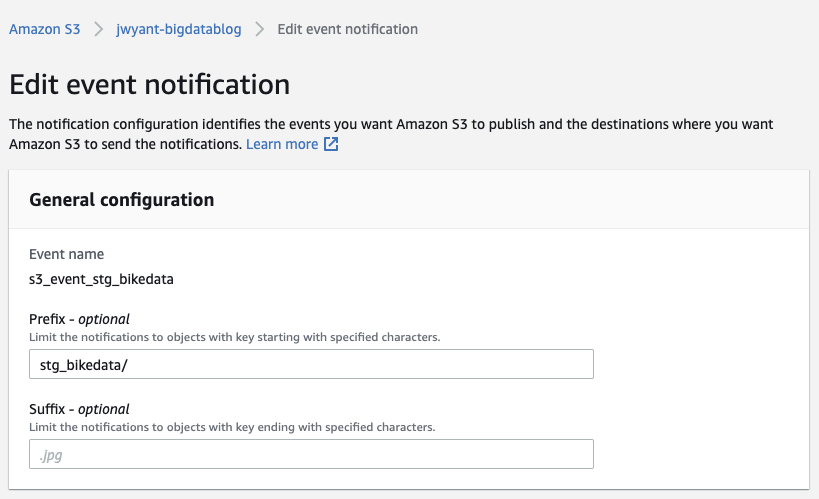 Amazon S3 > jwyant-bigdatablog > Edit event notification
Edit event notification
The notification configuration identifies the events you want Amazon S3 to publish and the destinations where you want
Amazon S3 to send the notifications. Learn more
General configuration
Event name
s3_event_stg_bikedata
Prefix - optional
Limit the notifications to objects with key starting with specified characters.
stg_bikedata/
Suffix - optional
Limit the notifications to objects with key ending with specified characters.
.jpg